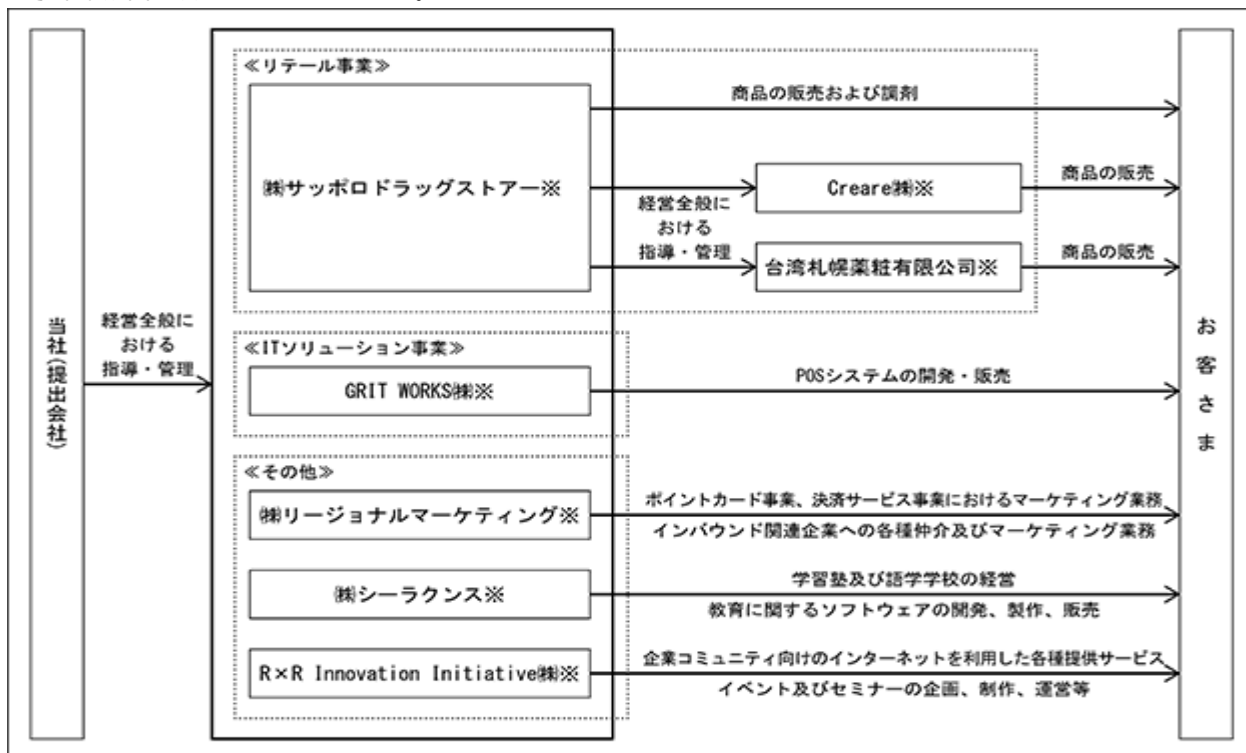 当社(提出会社)
経営全般に
おける
指導・管理
≪リテール事業≫
㈱サッポロドラッグストアー※
商品の販売および調剤
経営全般に
おける
指導・管理
Creare㈱※
商品の販売
台湾札幌薬粧有限公司※
商品の販売
≪ITソリューション事業≫
GRIT WORKS㈱※
POSシステムの開発・販売
≪その他≫
㈱リージョナルマーケティング※
ポイントカード事業、決済サービス事業におけるマーケティング業務
インバウンド関連企業への各種仲介及びマーケティング業務
㈱シーラクンス※
学習塾及び語学学校の経営
教育に関するソフトウェアの開発、製作、販売
R×R Innovation Initiative㈱※
企業コミュニティ向けのインターネットを利用した各種提供サービス
イベント及びセミナーの企画、制作、運営等
お客さま